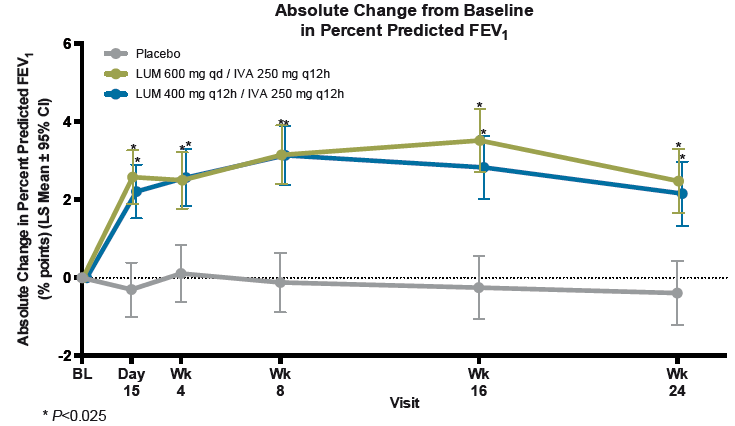 Absolute Change from Baseline
in Percent Predicted FEV1
Absolute Change in Percent Predicted FEV1
(% points) (LS Mean ± 95% CI)
6
4
2
0
-2
Placebo
LUM 600 mg qd / IVA 250 mg q12h
LUM 400 mg q12h / IVA 250 mg q12h
* * * * ** * * * *
BL Day Wk Wk Wk Wk
15 4 8 16 24
Visit
* P<0.025